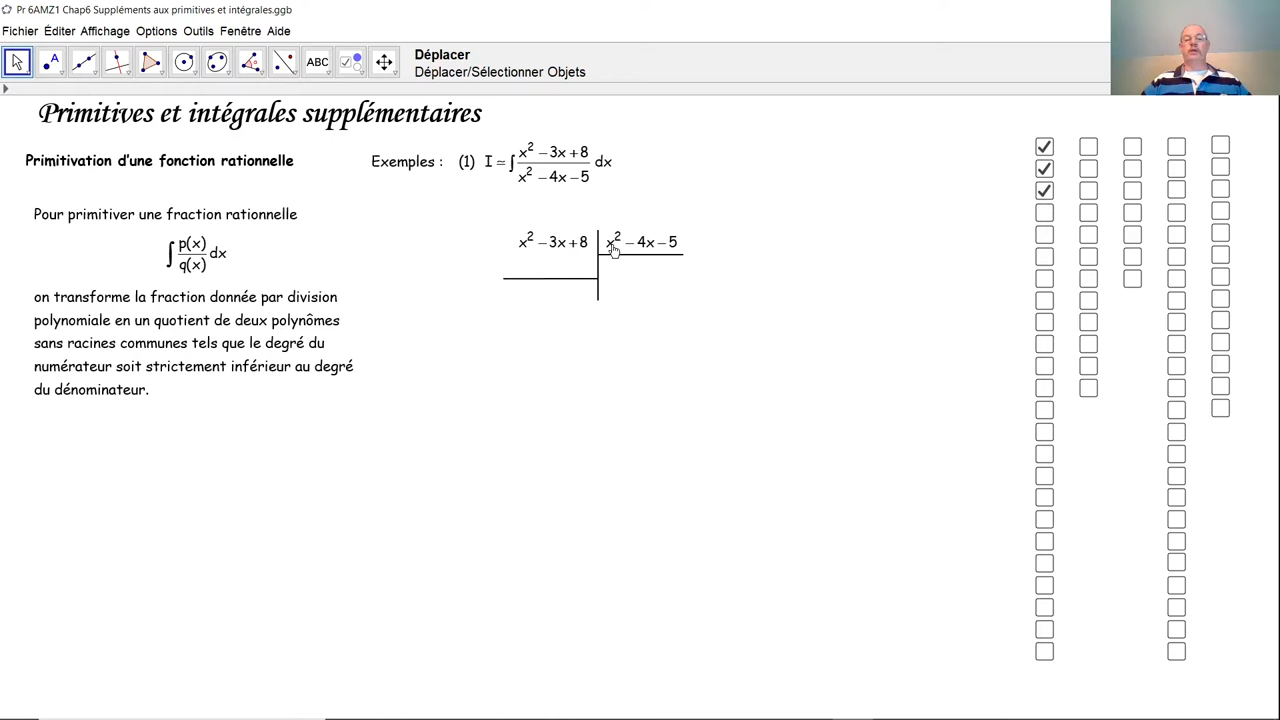 Pr 6AMZ1 Chap6 Suppléments aux primitives et intégrales.ggb
Fichier Éditer Affichage Options Outils Fenêtre Aide
ABC
Déplacer
Déplacer/Sélectionner Objets
Primitives et intégrales supplémentaires
Primitivation d'une fonction rationnelle
Exemples : (1) I ≃ ∫ (x² − 3x + 8)/(x² − 4x − 5) dx
Pour primitiver une fraction rationnelle
x² − 3x + 8 | x² − 4x − 5
∫ p(x)/q(x) dx
on transforme la fraction donnée par division
polynomiale en un quotient de deux polynômes
sans racines communes tels que le degré du
numérateur soit strictement inférieur au degré
du dénominateur.